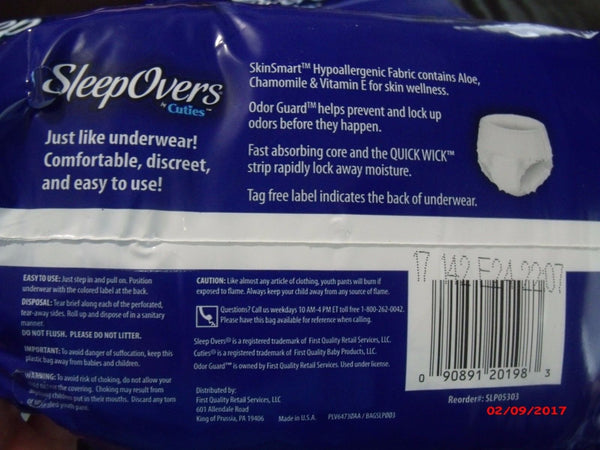 SleepOvers
by Cuties™
Just like underwear!
Comfortable, discreet,
and easy to use!
SkinSmart™ Hypoallergenic Fabric contains Aloe,
Chamomile & Vitamin E for skin wellness.
Odor Guard™ helps prevent and lock up
odors before they happen.
Fast absorbing core and the QUICK WICK™
strip rapidly lock away moisture.
Tag free label indicates the back of underwear.
EASY TO USE: Just step in and pull on. Position
underwear with the colored label at the back.
DISPOSAL: Tear brief along each of the perforated,
tear-away sides. Roll up and dispose of in a sanitary
manner.
DO NOT FLUSH. PLEASE DO NOT LITTER.
IMPORTANT: To avoid danger of suffocation, keep this
plastic bag away from babies and children.
WARNING: To avoid risk of choking, do not allow your
the covering. Choking may result from
children put in their mouths. Discard any torn
youth pant.
CAUTION: Like almost any article of clothing, youth pants will burn if
exposed to flame. Always keep your child away from any source of flame.
Questions? Call us weekdays 10 AM-4 PM ET toll free 1-800-262-0042.
Please have this bag available for reference when calling.
Sleep Overs® is a registered trademark of First Quality Retail Services, LLC.
Cuties® is a registered trademark of First Quality Baby Products, LLC.
Odor Guard™ is owned by First Quality Retail Services. Used under license.
Distributed by:
First Quality Retail Services, LLC
601 Allendale Road
King of Prussia, PA 19406 Made in U.S.A. PLV64730AA / BAGSLP003
17 142 F24 2207
0 90891 20198 3
Reorder#: SLP05303
02/09/2017